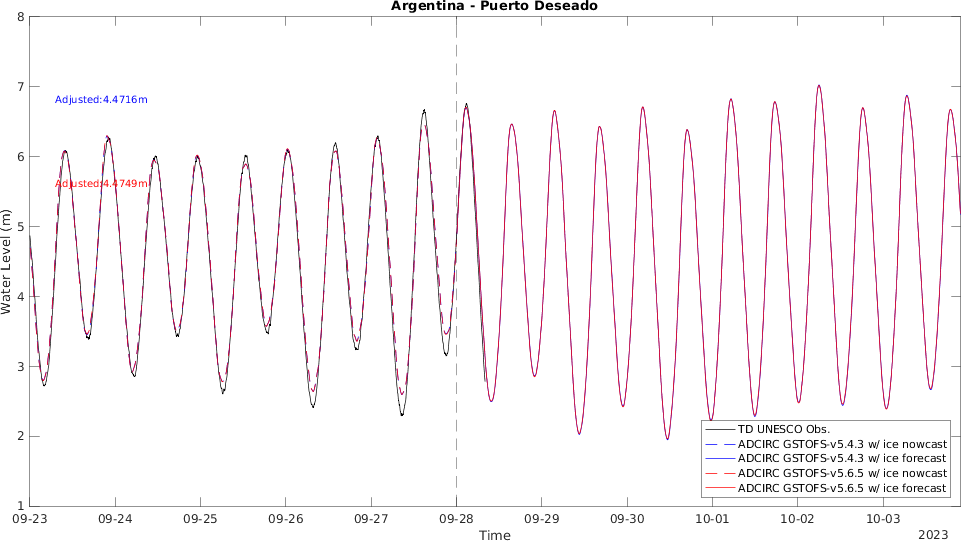 Argentina - Puerto Deseado
8
7
6
5
4
3
2
1
Water Level (m)
Adjusted:4.4716m
Adjusted:4.4749m
TD UNESCO Obs.
ADCIRC GSTOFS-v5.4.3 w/ ice nowcast
ADCIRC GSTOFS-v5.4.3 w/ ice forecast
ADCIRC GSTOFS-v5.6.5 w/ ice nowcast
ADCIRC GSTOFS-v5.6.5 w/ ice forecast
09-23 09-24 09-25 09-26 09-27 09-28 09-29 09-30 10-01 10-02 10-03
Time
2023